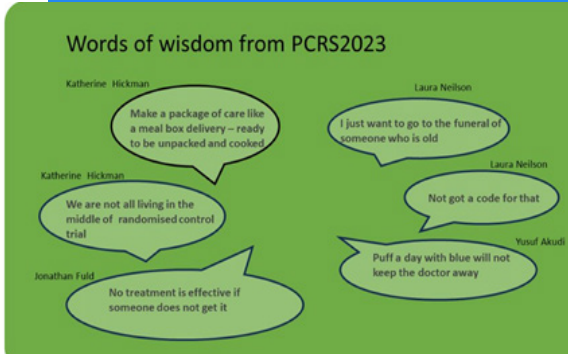 Words of wisdom from PCRS2023
Katherine Hickman
Make a package of care like
a meal box delivery – ready
to be unpacked and cooked
Katherine Hickman
We are not all living in the
middle of randomised control
trial
Jonathan Fuld
No treatment is effective if
someone does not get it
Laura Neilson
I just want to go to the funeral of
someone who is old
Laura Neilson
Not got a code for that
Yusuf Akudi
Puff a day with blue will not
keep the doctor away